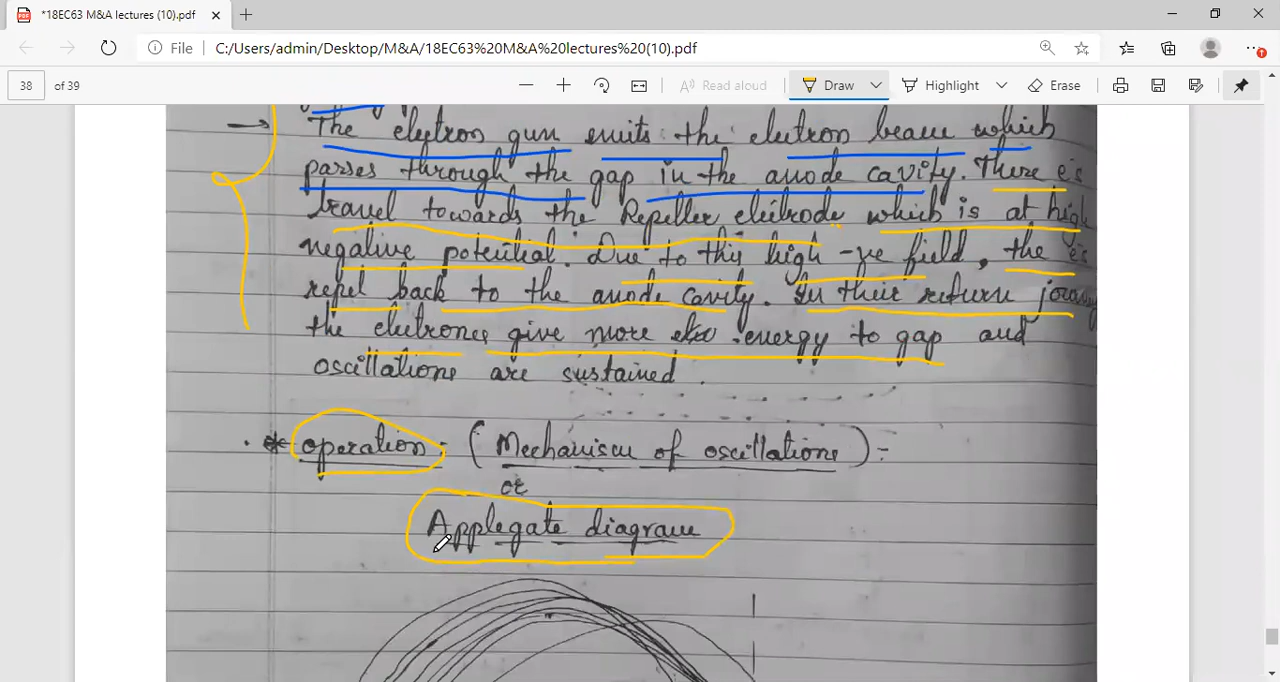 *18EC63 M&A lectures (10).pdf
File C:/Users/admin/Desktop/M&A/18EC63%20M&A%20lectures%20(10).pdf
38 of 39 Read aloud Draw Highlight Erase
→ The electron gun emits the electron beam which
passes through the gap in the anode cavity. There e's
travel towards the Repeller electrode which is at high
negative potential. Due to this high -ve field, the e's
repel back to the anode cavity. In their return
the electrones give more energy to gap and
oscillations are sustained.
* operation - (Mechanism of oscillations) :-
or
Applegate diagram